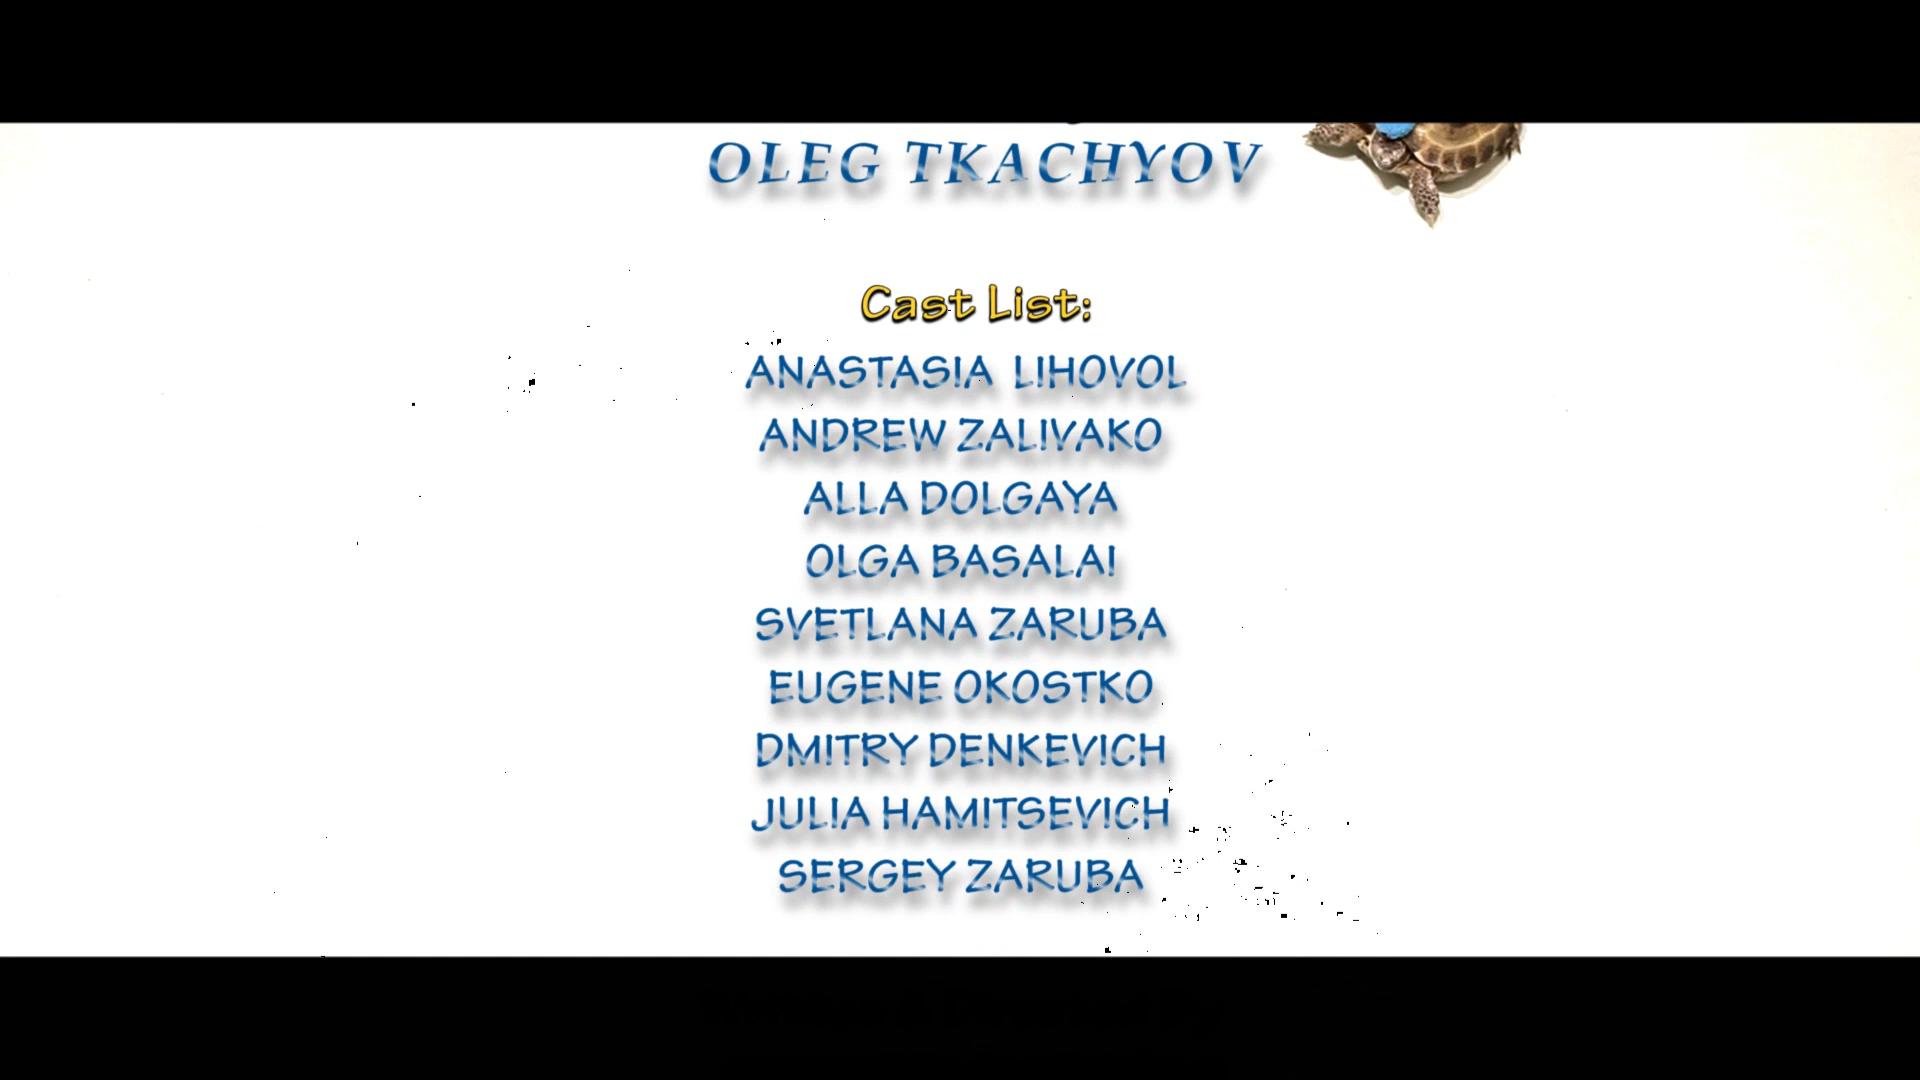 OLEG TKACHYOV
Cast List:
ANASTASIA LIHOVOL
ANDREW ZALIVAKO
ALLA DOLGAYA
OLGA BASALAI
SVETLANA ZARUBA
EUGENE OKOSTKO
DMITRY DENKEVICH
JULIA HAMITSEVICH
SERGEY ZARUBA